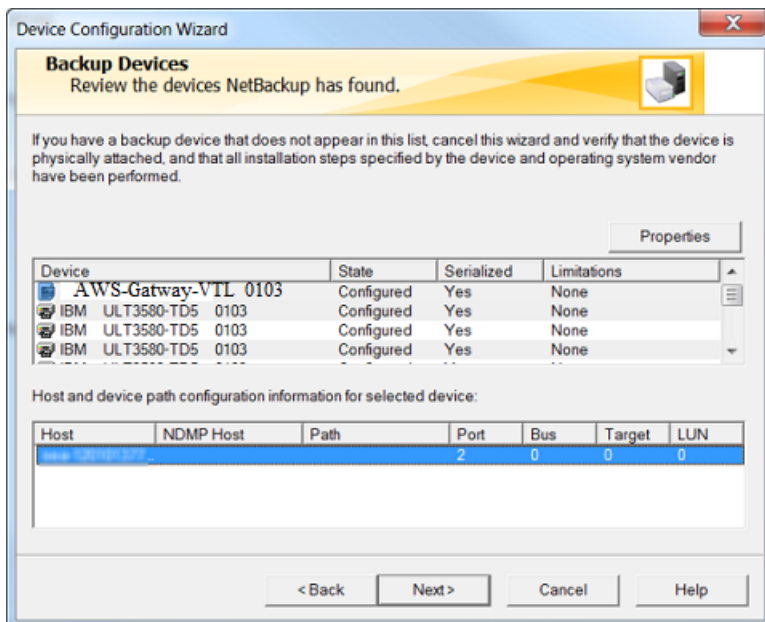 Device Configuration Wizard
Backup Devices
Review the devices NetBackup has found.
If you have a backup device that does not appear in this list, cancel this wizard and verify that the device is
physically attached, and that all installation steps specified by the device and operating system vendor
have been performed.
Properties
Device State Serialized Limitations
AWS-Gatway-VTL 0103 Configured Yes None
IBM ULT3580-TD5 0103 Configured Yes None
IBM ULT3580-TD5 0103 Configured Yes None
IBM ULT3580-TD5 0103 Configured Yes None
Host and device path configuration information for selected device:
Host NDMP Host Path Port Bus Target LUN
2 0 0 0
< Back Next > Cancel Help